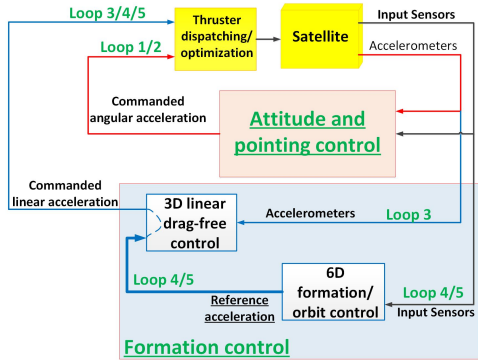 Loop 3/4/5
Thruster
dispatching/
optimization
Satellite
Input Sensors
Accelerometers
Loop 1/2
Commanded
angular acceleration
Attitude and
pointing control
Commanded
linear acceleration
3D linear
drag-free
control
Accelerometers
Loop 3
Loop 4/5
Reference
acceleration
6D
formation/
orbit control
Loop 4/5
Input Sensors
Formation control